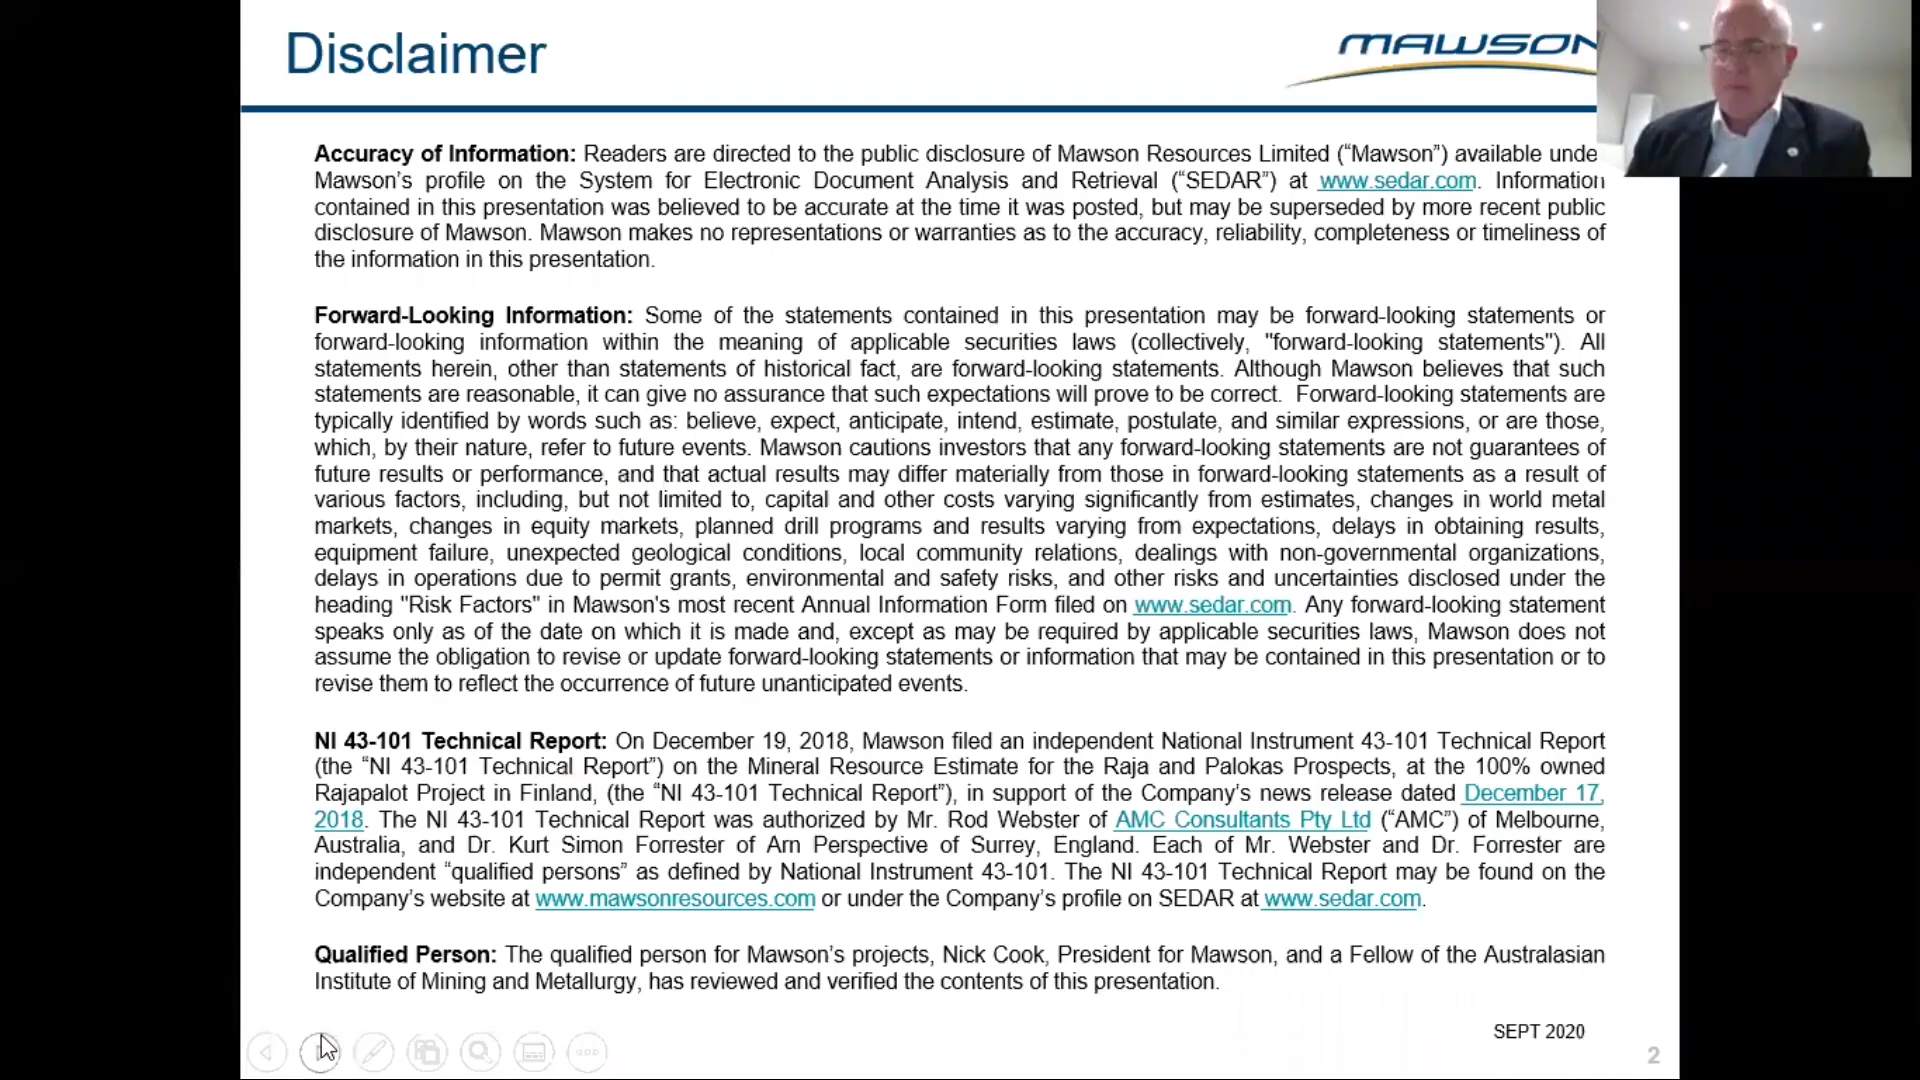 Disclaimer
MAWSON
Accuracy of Information: Readers are directed to the public disclosure of Mawson Resources Limited (“Mawson”) available unde
Mawson’s profile on the System for Electronic Document Analysis and Retrieval (“SEDAR”) at www.sedar.com. Information
contained in this presentation was believed to be accurate at the time it was posted, but may be superseded by more recent public
disclosure of Mawson. Mawson makes no representations or warranties as to the accuracy, reliability, completeness or timeliness of
the information in this presentation.
Forward-Looking Information: Some of the statements contained in this presentation may be forward-looking statements or
forward-looking information within the meaning of applicable securities laws (collectively, "forward-looking statements"). All
statements herein, other than statements of historical fact, are forward-looking statements. Although Mawson believes that such
statements are reasonable, it can give no assurance that such expectations will prove to be correct. Forward-looking statements are
typically identified by words such as: believe, expect, anticipate, intend, estimate, postulate, and similar expressions, or are those,
which, by their nature, refer to future events. Mawson cautions investors that any forward-looking statements are not guarantees of
future results or performance, and that actual results may differ materially from those in forward-looking statements as a result of
various factors, including, but not limited to, capital and other costs varying significantly from estimates, changes in world metal
markets, changes in equity markets, planned drill programs and results varying from expectations, delays in obtaining results,
equipment failure, unexpected geological conditions, local community relations, dealings with non-governmental organizations,
delays in operations due to permit grants, environmental and safety risks, and other risks and uncertainties disclosed under the
heading "Risk Factors" in Mawson's most recent Annual Information Form filed on www.sedar.com. Any forward-looking statement
speaks only as of the date on which it is made and, except as may be required by applicable securities laws, Mawson does not
assume the obligation to revise or update forward-looking statements or information that may be contained in this presentation or to
revise them to reflect the occurrence of future unanticipated events.
NI 43-101 Technical Report: On December 19, 2018, Mawson filed an independent National Instrument 43-101 Technical Report
(the “NI 43-101 Technical Report”) on the Mineral Resource Estimate for the Raja and Palokas Prospects, at the 100% owned
Rajapalot Project in Finland, (the “NI 43-101 Technical Report”), in support of the Company’s news release dated December 17,
2018. The NI 43-101 Technical Report was authorized by Mr. Rod Webster of AMC Consultants Pty Ltd (“AMC”) of Melbourne,
Australia, and Dr. Kurt Simon Forrester of Arn Perspective of Surrey, England. Each of Mr. Webster and Dr. Forrester are
independent “qualified persons” as defined by National Instrument 43-101. The NI 43-101 Technical Report may be found on the
Company’s website at www.mawsonresources.com or under the Company’s profile on SEDAR at www.sedar.com.
Qualified Person: The qualified person for Mawson’s projects, Nick Cook, President for Mawson, and a Fellow of the Australasian
Institute of Mining and Metallurgy, has reviewed and verified the contents of this presentation.
SEPT 2020
2